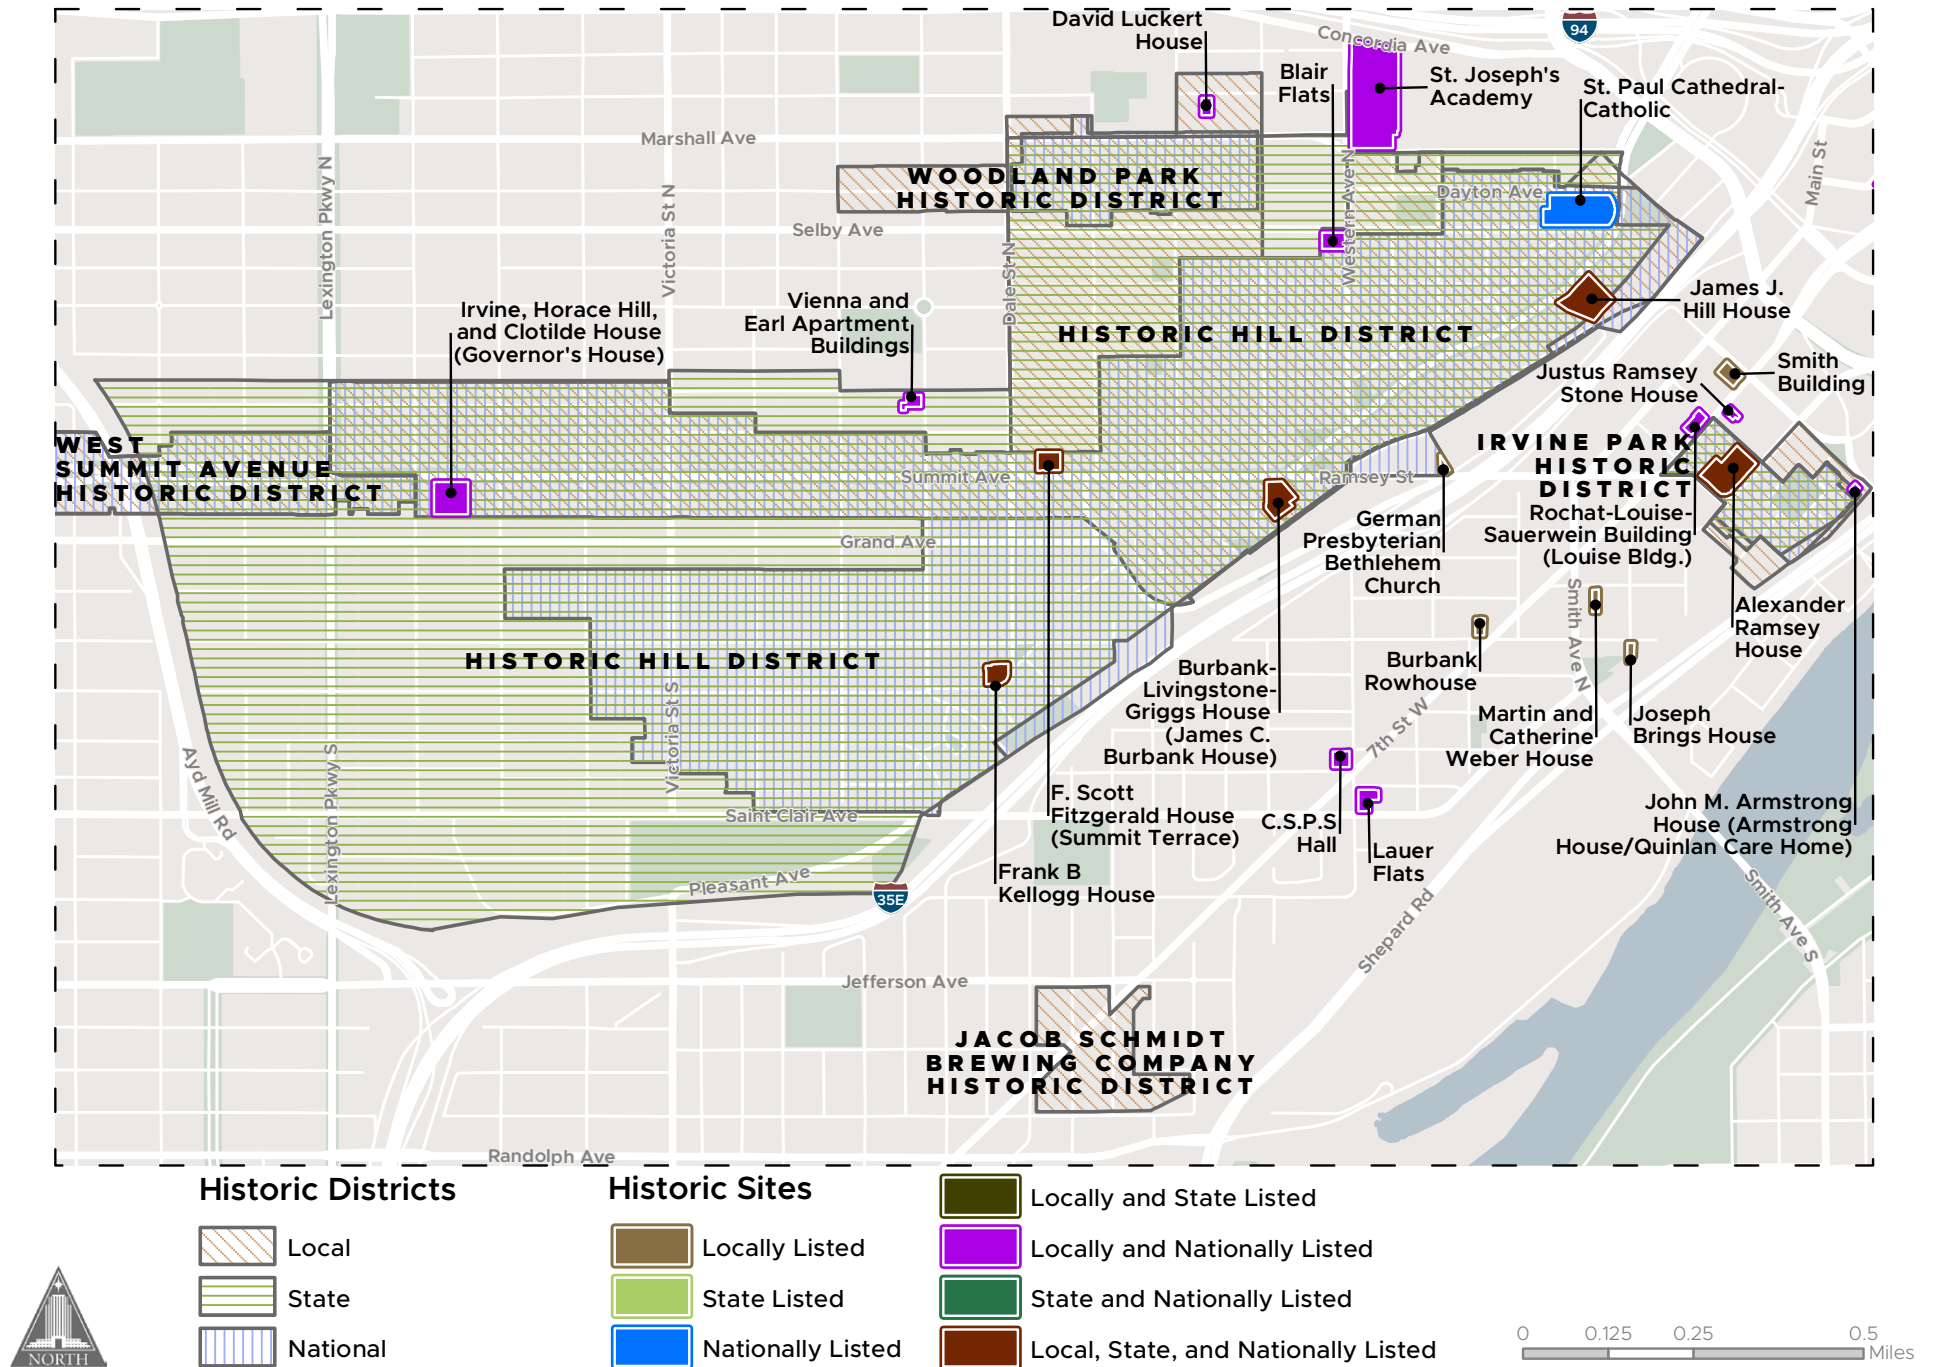 David Luckert
House
Concordia Ave
94
Blair
Flats
St. Joseph's
Academy
St. Paul Cathedral-
Catholic
Marshall Ave
Main St
Lexington Pkwy N
Victoria St N
WOODLAND PARK
HISTORIC DISTRICT
Dayton Ave
Western Ave N
Selby Ave
Dale St N
Irvine, Horace Hill,
and Clotilde House
(Governor's House)
Vienna and
Earl Apartment
Buildings
James J.
Hill House
HISTORIC HILL DISTRICT
Justus Ramsey
Stone House
Smith
Building
WEST
SUMMIT AVENUE
HISTORIC DISTRICT
IRVINE PARK
HISTORIC
DISTRICT
Summit Ave
Ramsey St
Rochat-Louise-
Sauerwein Building
(Louise Bldg.)
German
Presbyterian
Bethlehem
Church
Grand Ave
Smith Ave N
Alexander
Ramsey
House
HISTORIC HILL DISTRICT
Burbank
Rowhouse
Burbank-
Livingstone-
Griggs House
(James C.
Burbank House)
Victoria St S
7th St W
Martin and
Catherine
Weber House
Joseph
Brings House
Ayd Mill Rd
Lexington Pkwy S
F. Scott
Fitzgerald House
(Summit Terrace)
Saint Clair Ave
C.S.P.S
Hall
Lauer
Flats
John M. Armstrong
House (Armstrong
House/Quinlan Care Home)
Pleasant Ave
35E
Frank B
Kellogg House
Shepard Rd
Smith Ave S
Jefferson Ave
JACOB SCHMIDT
BREWING COMPANY
HISTORIC DISTRICT
Randolph Ave
Historic Districts
Local
State
National
Historic Sites
Locally Listed
State Listed
Nationally Listed
Locally and State Listed
Locally and Nationally Listed
State and Nationally Listed
Local, State, and Nationally Listed
NORTH
0 0.125 0.25 0.5
Miles